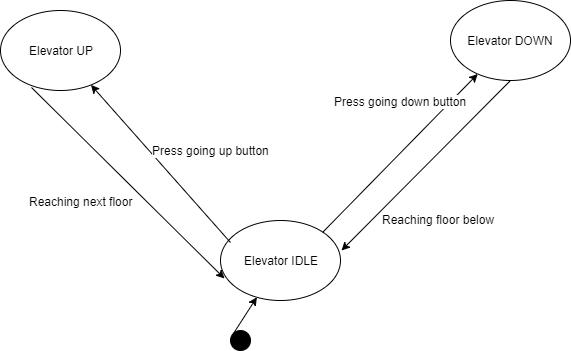 Elevator UP
Elevator DOWN
Press going down button
Press going up button
Reaching next floor
Reaching floor below
Elevator IDLE